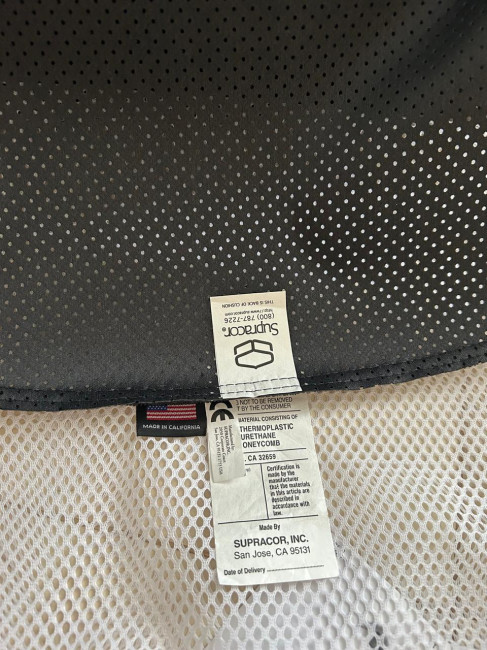 THIS IS BACK OF CUSHION
http://www.supracor.com
(800) 787-7226
Supracor®
MADE IN CALIFORNIA
CE
NOT TO BE REMOVED
T BY THE CONSUMER
MATERIAL CONSISTING OF
THERMOPLASTIC
URETHANE
ONEYCOMB
. CA 32659
Certification is
made by the
manufacturer
that the materials
in this article are
described in
accordance with
law.
Made By
SUPRACOR, INC.
San Jose, CA 95131
Date of Delivery